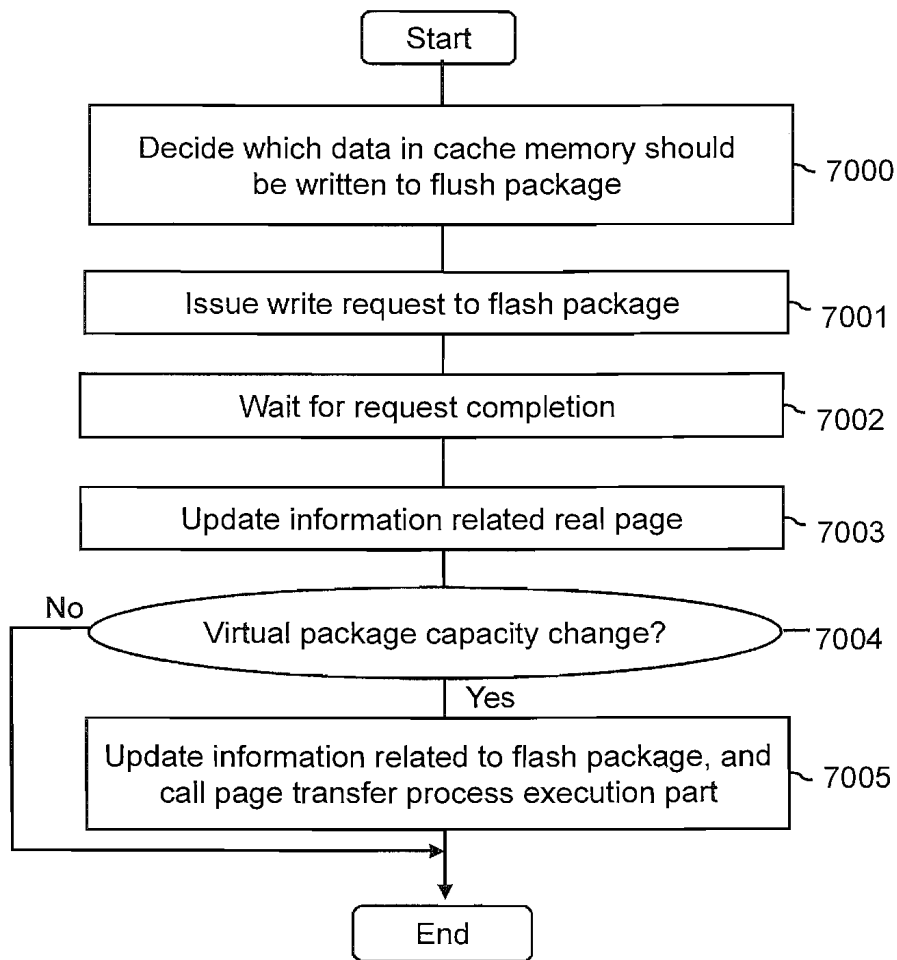 Start
Decide which data in cache memory should
be written to flush package
7000
Issue write request to flash package
7001
Wait for request completion
7002
Update information related real page
7003
No
Virtual package capacity change?
7004
Yes
Update information related to flash package, and
call page transfer process execution part
7005
End